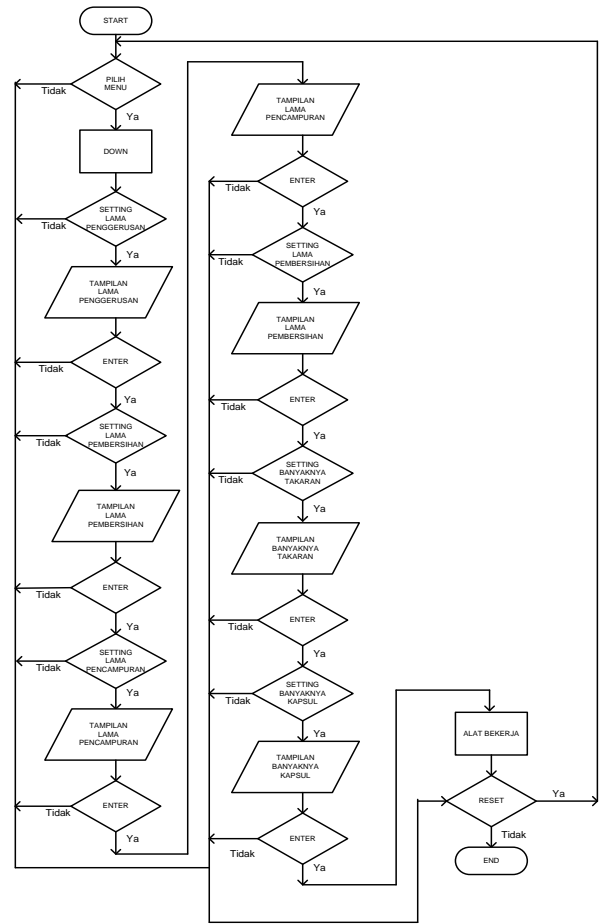 START
PILIH
MENU
Tidak
Ya
DOWN
SETTING
LAMA
PENGGERUSAN
Tidak
Ya
TAMPILAN
LAMA
PENGGERUSAN
ENTER
Tidak
Ya
SETTING
LAMA
PEMBERSIHAN
Tidak
Ya
TAMPILAN
LAMA
PEMBERSIHAN
ENTER
Tidak
Ya
SETTING
LAMA
PENCAMPURAN
Tidak
Ya
TAMPILAN
LAMA
PENCAMPURAN
ENTER
Tidak
Ya
TAMPILAN
LAMA
PENCAMPURAN
ENTER
Tidak
Ya
SETTING
LAMA
PEMBERSIHAN
Tidak
Ya
TAMPILAN
LAMA
PEMBERSIHAN
ENTER
Tidak
Ya
SETTING
BANYAKNYA
TAKARAN
Tidak
Ya
TAMPILAN
BANYAKNYA
TAKARAN
ENTER
Tidak
Ya
SETTING
BANYAKNYA
KAPSUL
Tidak
Ya
TAMPILAN
BANYAKNYA
KAPSUL
ENTER
Tidak
Ya
ALAT BEKERJA
RESET
Ya
Tidak
END